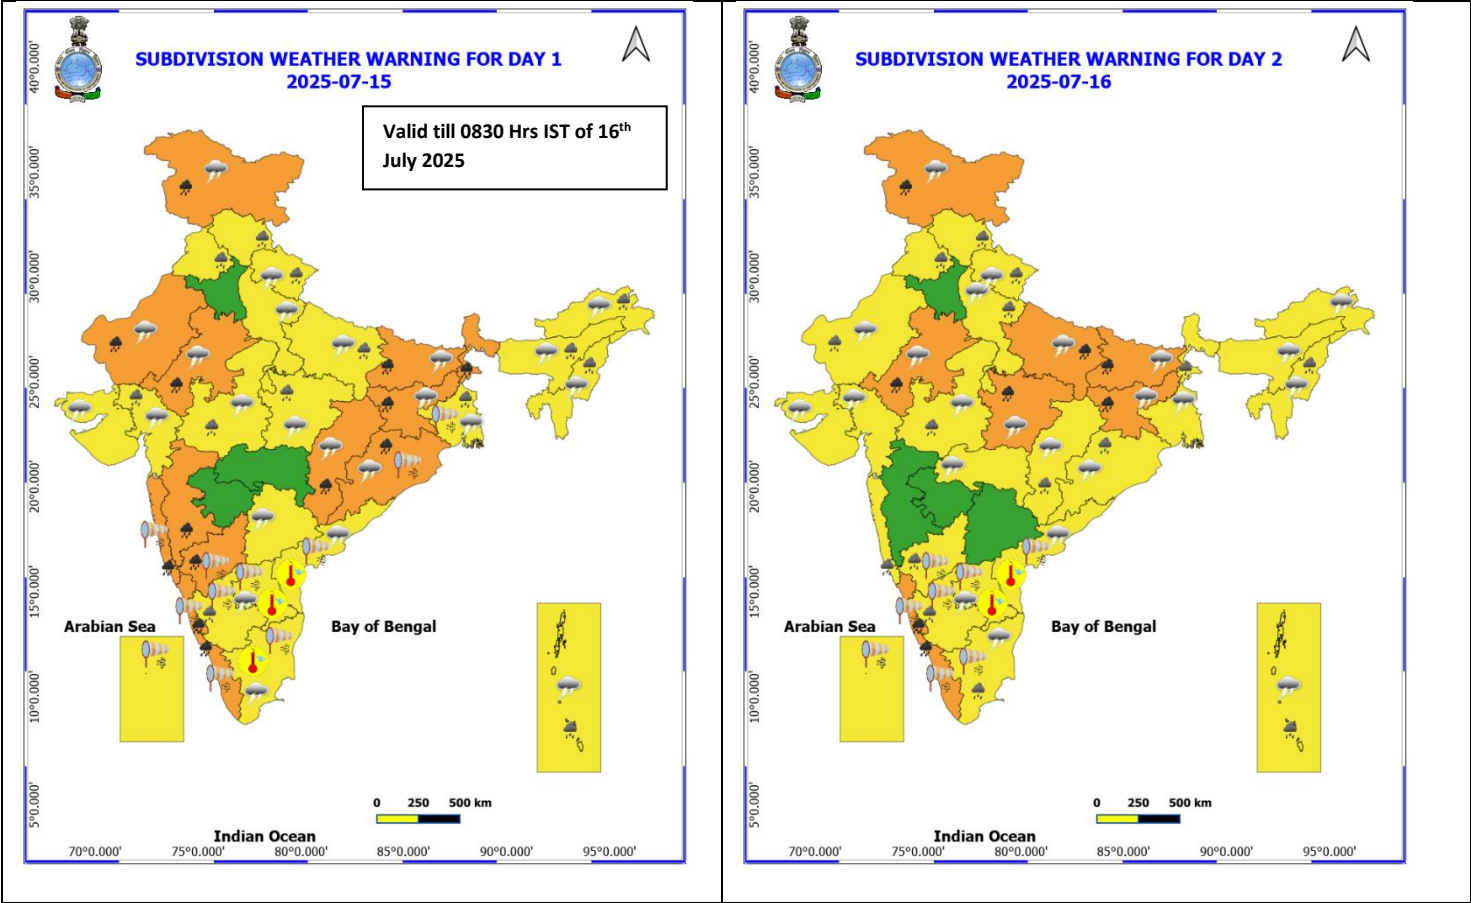 SUBDIVISION WEATHER WARNING FOR DAY 1
2025-07-15
Valid till 0830 Hrs IST of 16th
July 2025
40°0.000'
35°0.000'
30°0.000'
25°0.000'
20°0.000'
15°0.000'
10°0.000'
5°0.000'
Arabian Sea
Bay of Bengal
0 250 500 km
Indian Ocean
70°0.000' 75°0.000' 80°0.000' 85°0.000' 90°0.000' 95°0.000'
SUBDIVISION WEATHER WARNING FOR DAY 2
2025-07-16
40°0.000'
35°0.000'
30°0.000'
25°0.000'
20°0.000'
15°0.000'
10°0.000'
5°0.000'
Arabian Sea
Bay of Bengal
0 250 500 km
Indian Ocean
70°0.000' 75°0.000' 80°0.000' 85°0.000' 90°0.000' 95°0.000'